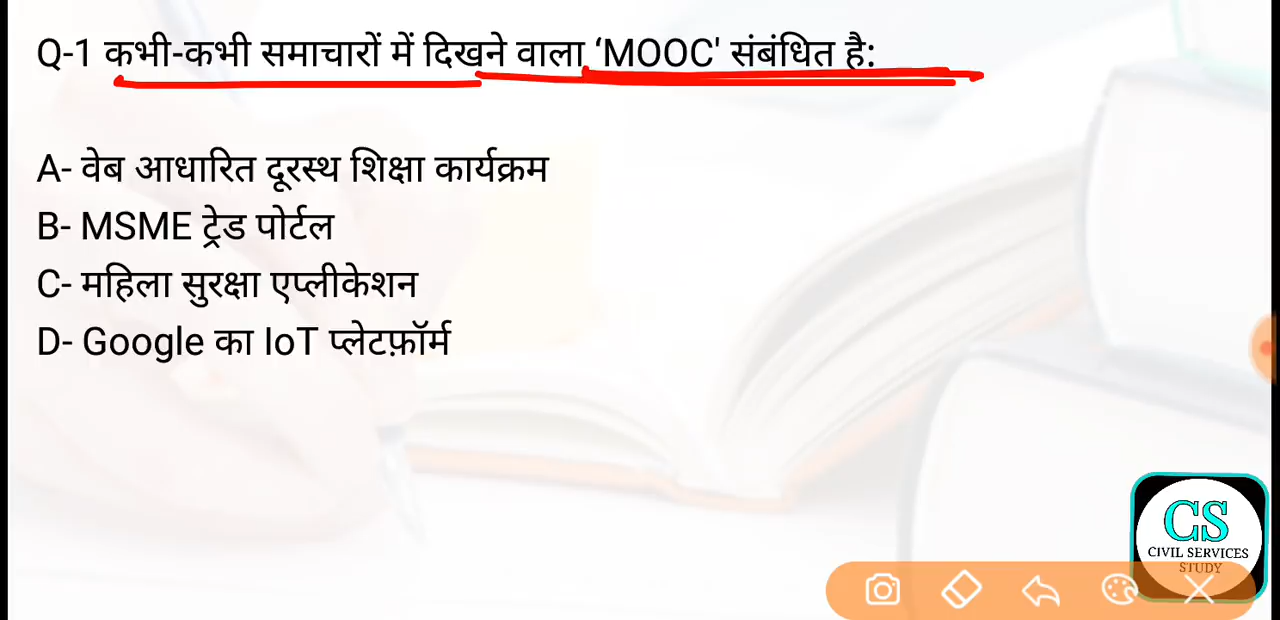 Q-1 कभी-कभी समाचारों में दिखने वाला ‘MOOC' संबंधित है:
A- वेब आधारित दूरस्थ शिक्षा कार्यक्रम
B- MSME ट्रेड पोर्टल
C- महिला सुरक्षा एप्लीकेशन
D- Google का IoT प्लेटफ़ॉर्म
CS
CIVIL SERVICES
STUDY